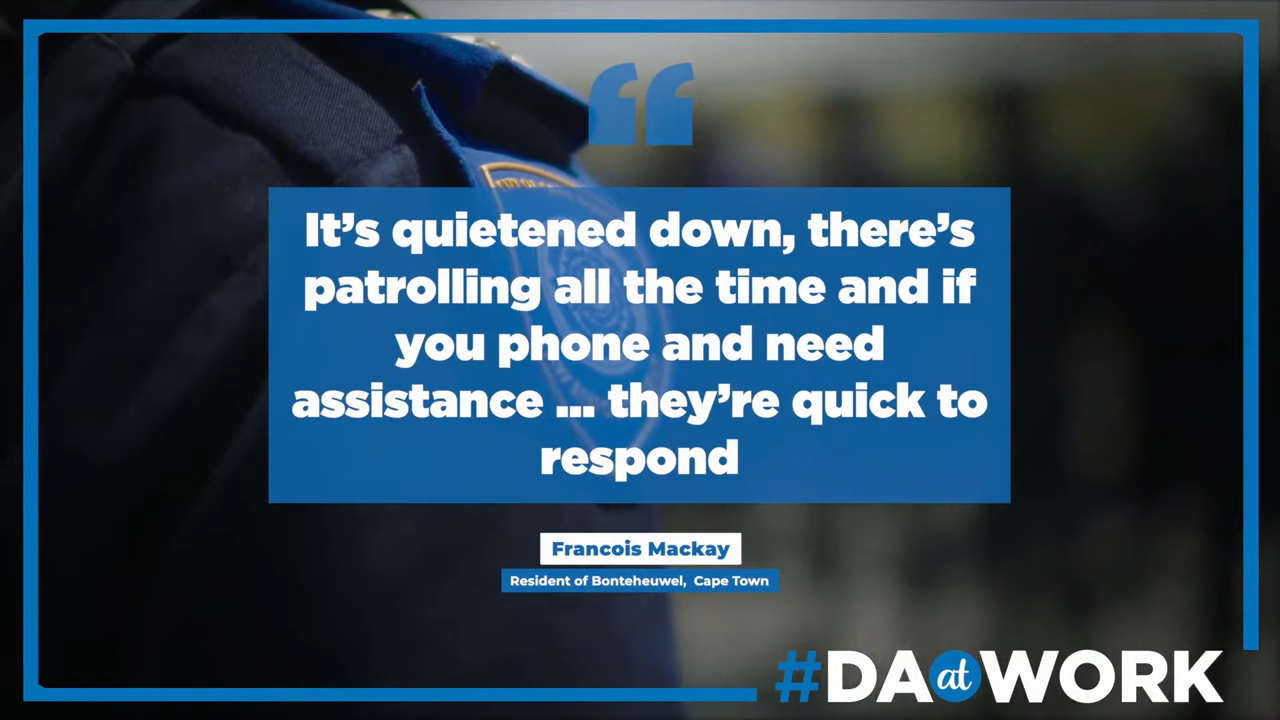 It’s quietened down, there’s
patrolling all the time and if
you phone and need
assistance ... they’re quick to
respond
Francois Mackay
Resident of Bonteheuwel, Cape Town
#DA at WORK